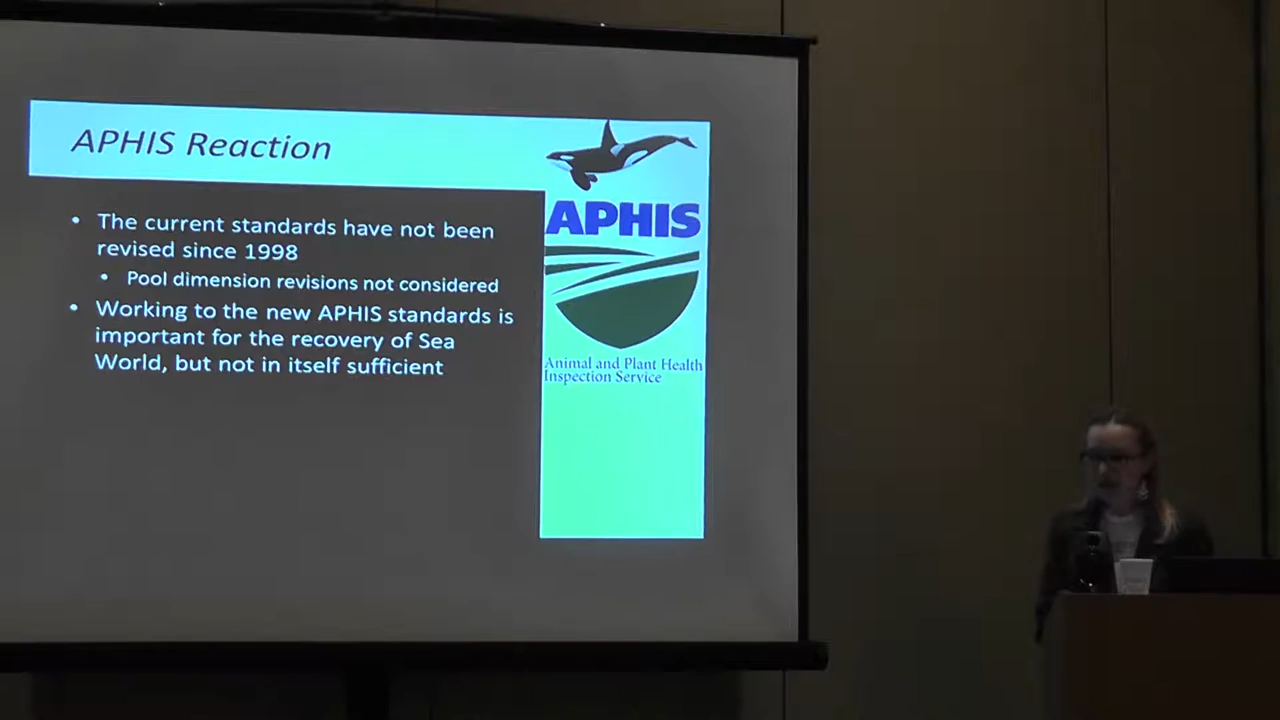 APHIS Reaction
• The current standards have not been
revised since 1998
• Pool dimension revisions not considered
• Working to the new APHIS standards is
important for the recovery of Sea
World, but not in itself sufficient
APHIS
Animal and Plant Health
Inspection Service